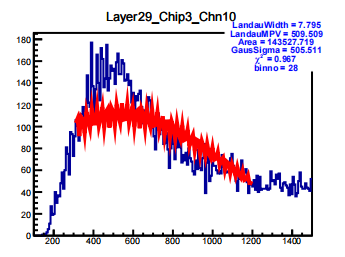 Layer29_Chip3_Chn10
LandauWidth = 7.795
LandauMPV = 509.509
Area = 143527.719
GausSigma = 505.511
χ² = 0.967
binno = 28
180
160
140
120
100
80
60
40
20
0
200 400 600 800 1000 1200 1400